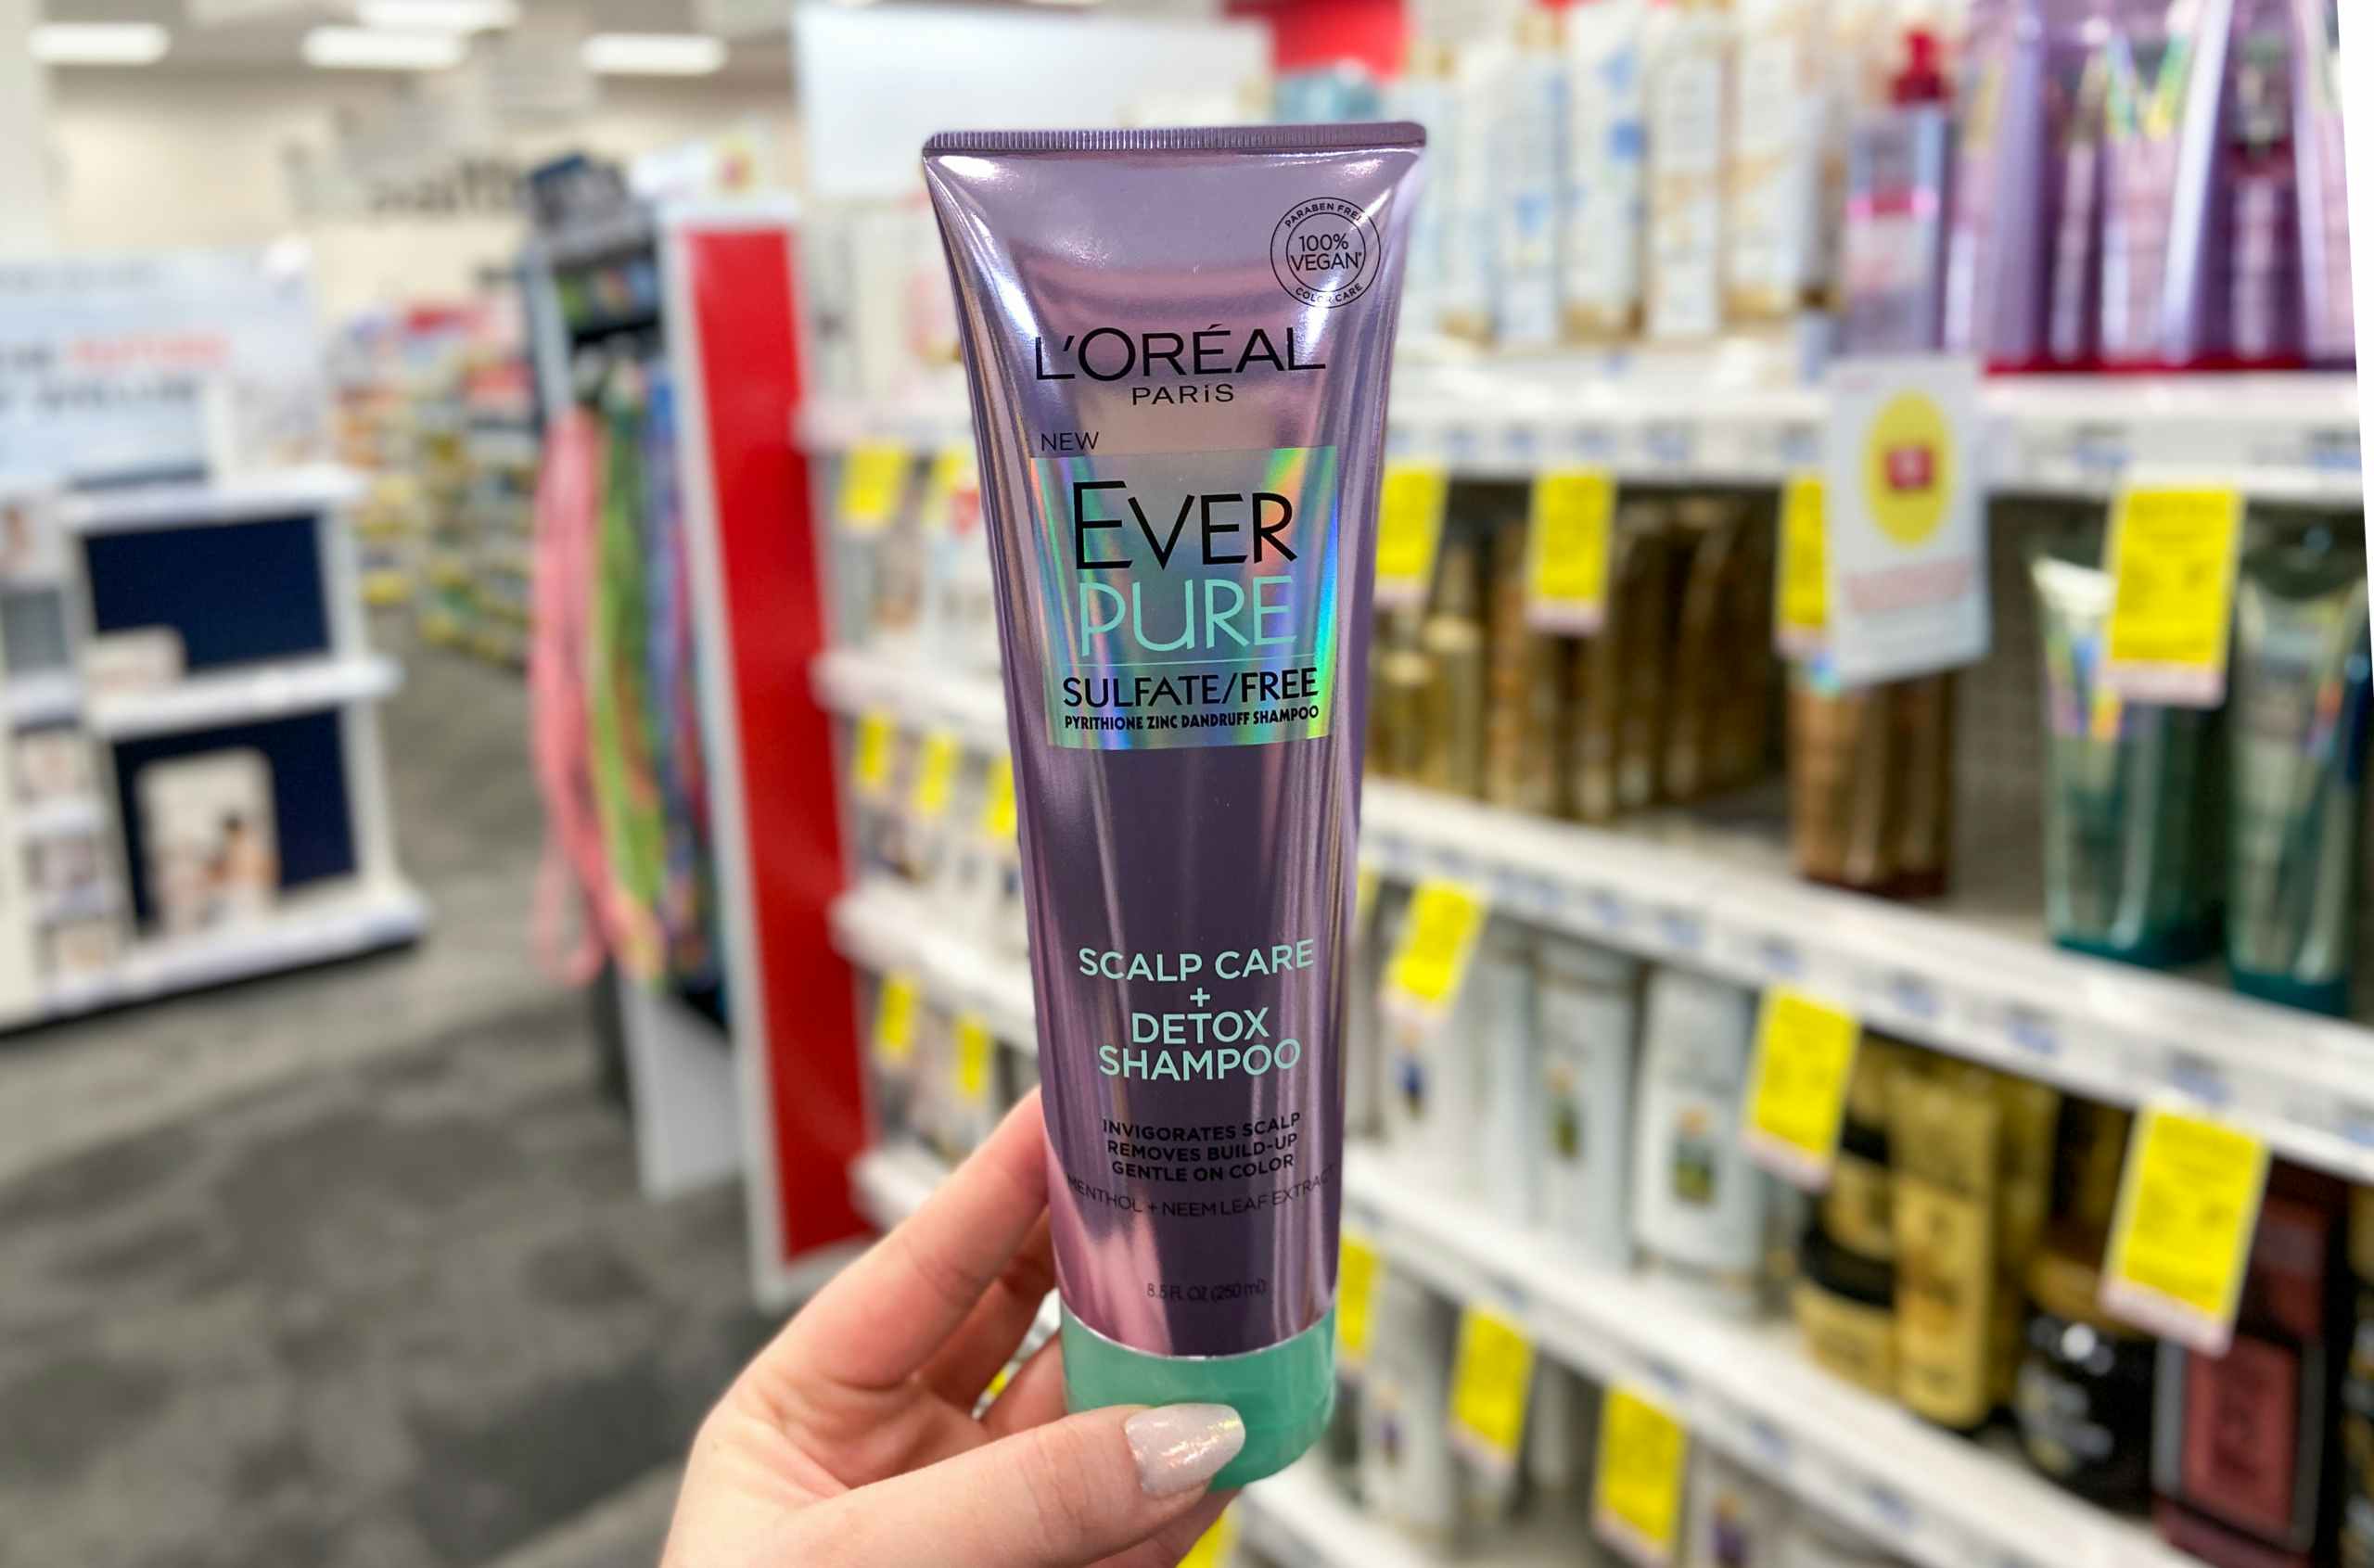 PARABEN FREE
100%
VEGAN*
COLOR CARE
L'ORÉAL
PARiS
NEW
EVER
PURE
SULFATE/FREE
PYRITHIONE ZINC DANDRUFF SHAMPOO
SCALP CARE
+
DETOX
SHAMPOO
INVIGORATES SCALP
REMOVES BUILD-UP
GENTLE ON COLOR
MENTHOL + NEEM LEAF EXTRACT
8.5 FL OZ (250 ml)